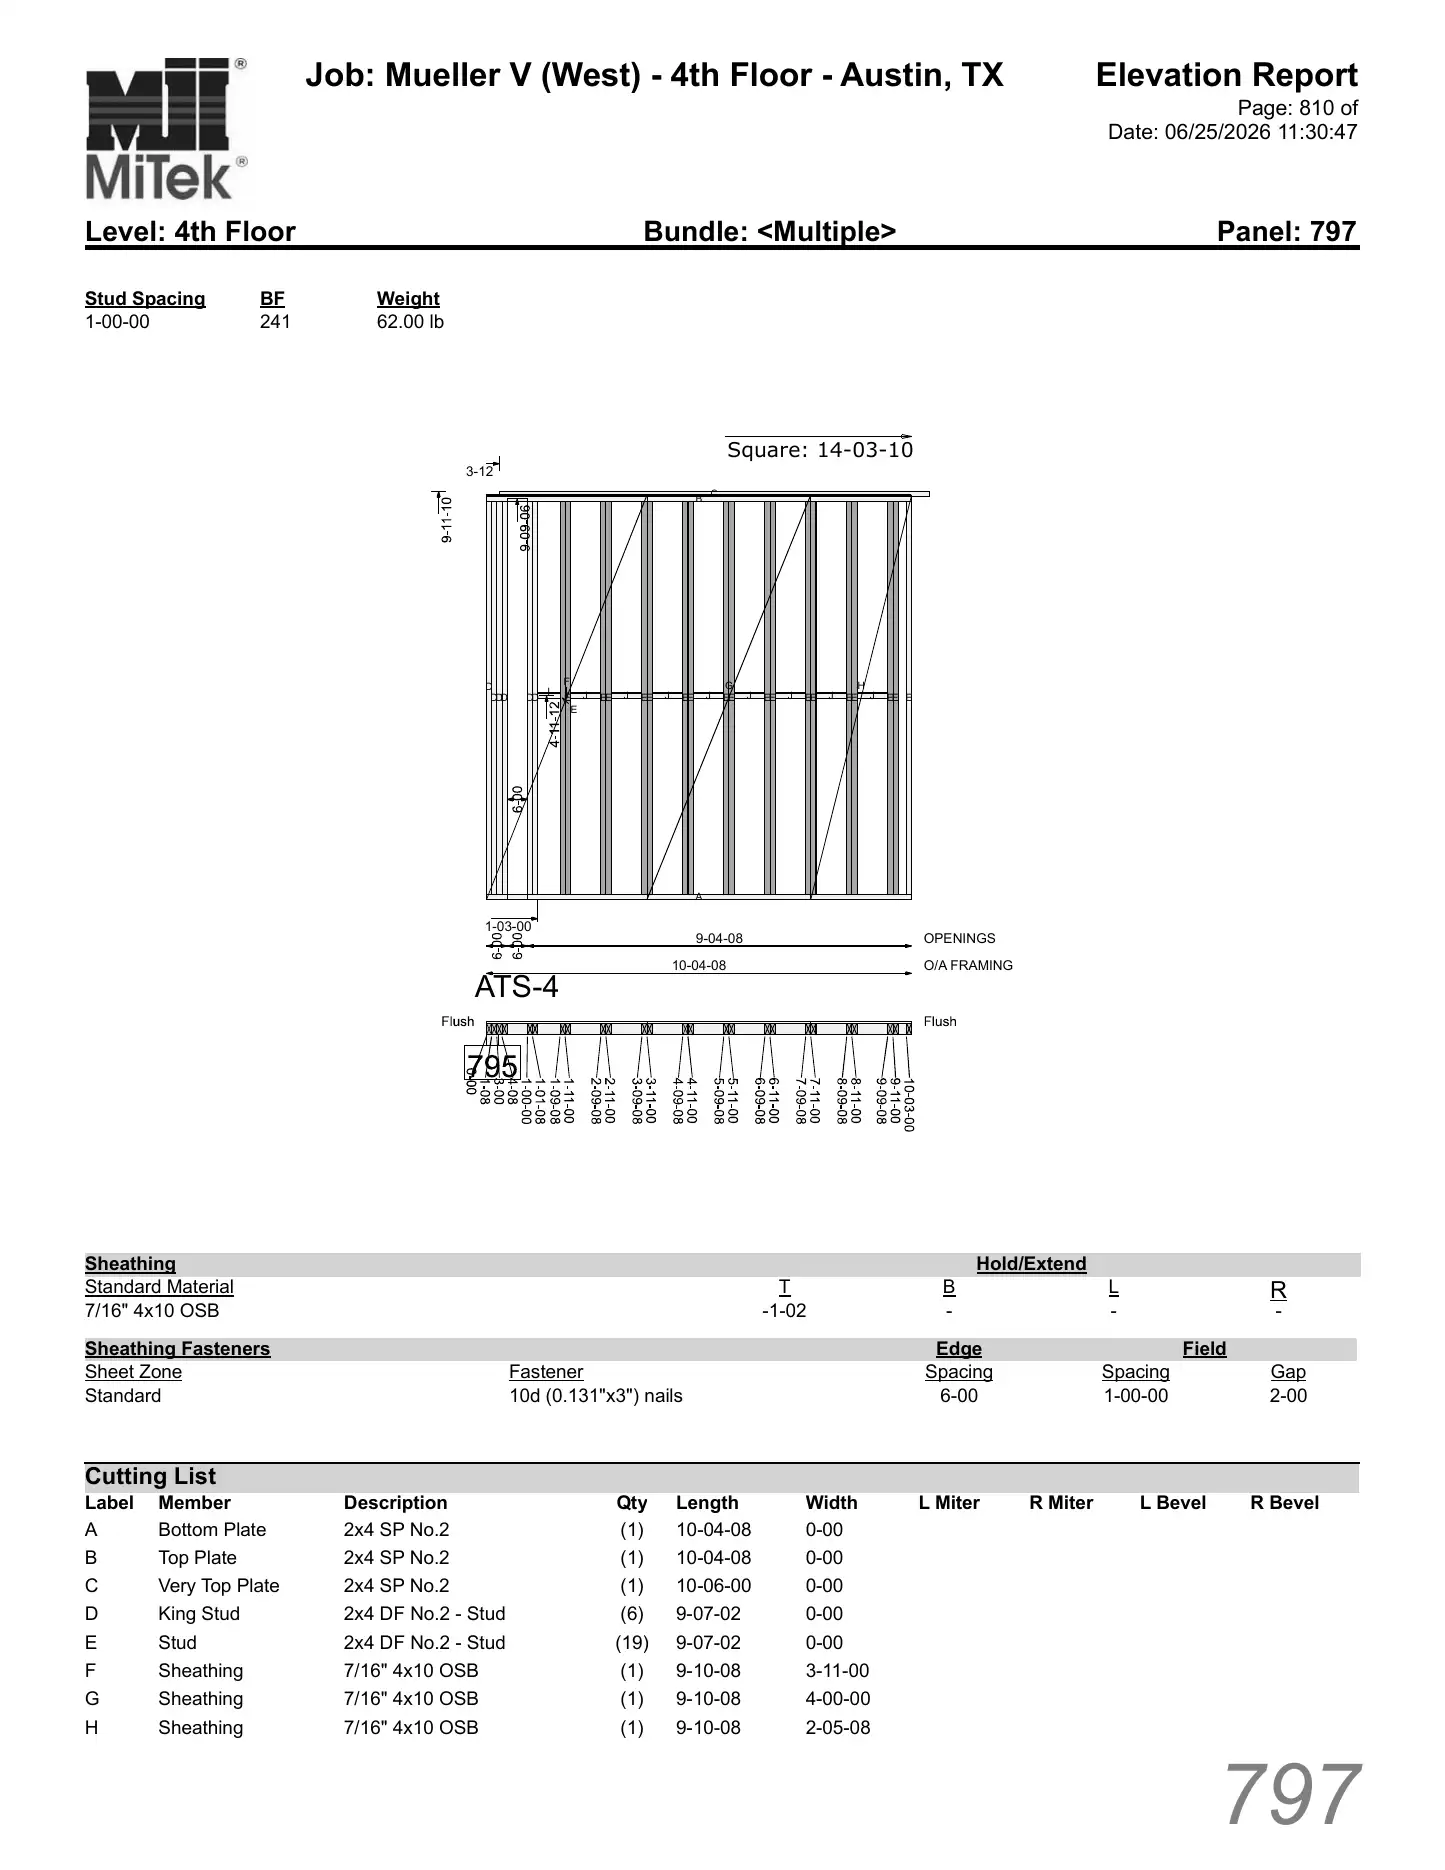 Job: Mueller V (West) - 4th Floor - Austin, TX
Elevation Report
Page: 810 of
Date: 06/25/2026 11:30:47
®
MiTek®
Level: 4th Floor Bundle: <Multiple> Panel: 797
Stud Spacing BF Weight
1-00-00 241 62.00 lb
Square: 14-03-10
3-12
9-11-10
9-09-06
C
B
F
G
H
E
4-11-12
6-00
A
1-03-00
6-00 6-00 9-04-08 OPENINGS
10-04-08 O/A FRAMING
ATS-4
Flush Flush
795
0-00 1-08 3-00 4-08 1-00-00 1-01-08 1-09-08 1-11-00 2-09-08 2-11-00 3-09-08 3-11-00 4-09-08 4-11-00 5-09-08 5-11-00 6-09-08 6-11-00 7-09-08 7-11-00 8-09-08 8-11-00 9-09-08 9-11-00 10-03-00
Sheathing Hold/Extend
Standard Material T B L R
7/16" 4x10 OSB -1-02 - - -
Sheathing Fasteners Edge Field
Sheet Zone Fastener Spacing Spacing Gap
Standard 10d (0.131"x3") nails 6-00 1-00-00 2-00
Cutting List
Label Member Description Qty Length Width L Miter R Miter L Bevel R Bevel
A Bottom Plate 2x4 SP No.2 (1) 10-04-08 0-00
B Top Plate 2x4 SP No.2 (1) 10-04-08 0-00
C Very Top Plate 2x4 SP No.2 (1) 10-06-00 0-00
D King Stud 2x4 DF No.2 - Stud (6) 9-07-02 0-00
E Stud 2x4 DF No.2 - Stud (19) 9-07-02 0-00
F Sheathing 7/16" 4x10 OSB (1) 9-10-08 3-11-00
G Sheathing 7/16" 4x10 OSB (1) 9-10-08 4-00-00
H Sheathing 7/16" 4x10 OSB (1) 9-10-08 2-05-08
797